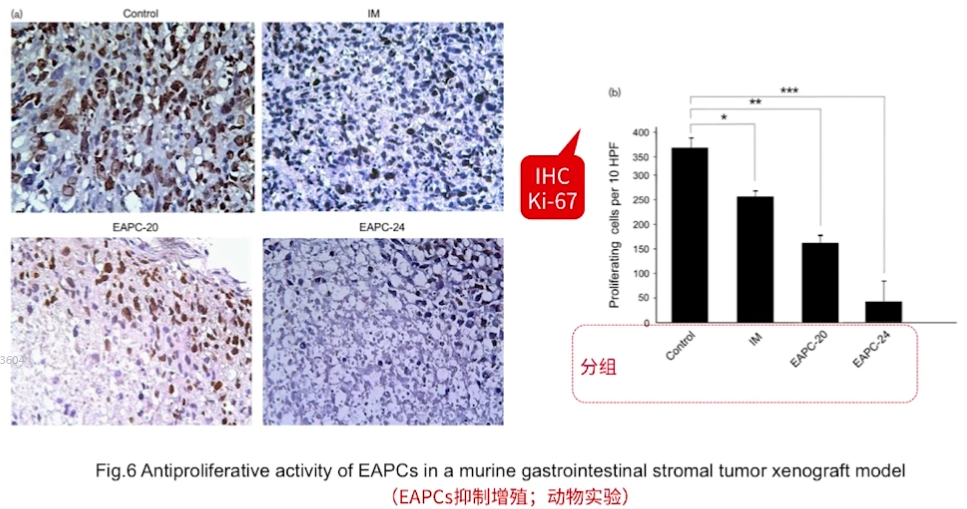 (a)
Control
IM
EAPC-20
EAPC-24
3604
IHC
Ki-67
(b)
***
**
*
Proliferating cells per 10 HPF
400
350
300
250
200
150
100
50
0
Control
IM
EAPC-20
EAPC-24
分组
Fig.6 Antiproliferative activity of EAPCs in a murine gastrointestinal stromal tumor xenograft model
（EAPCs抑制增殖；动物实验）